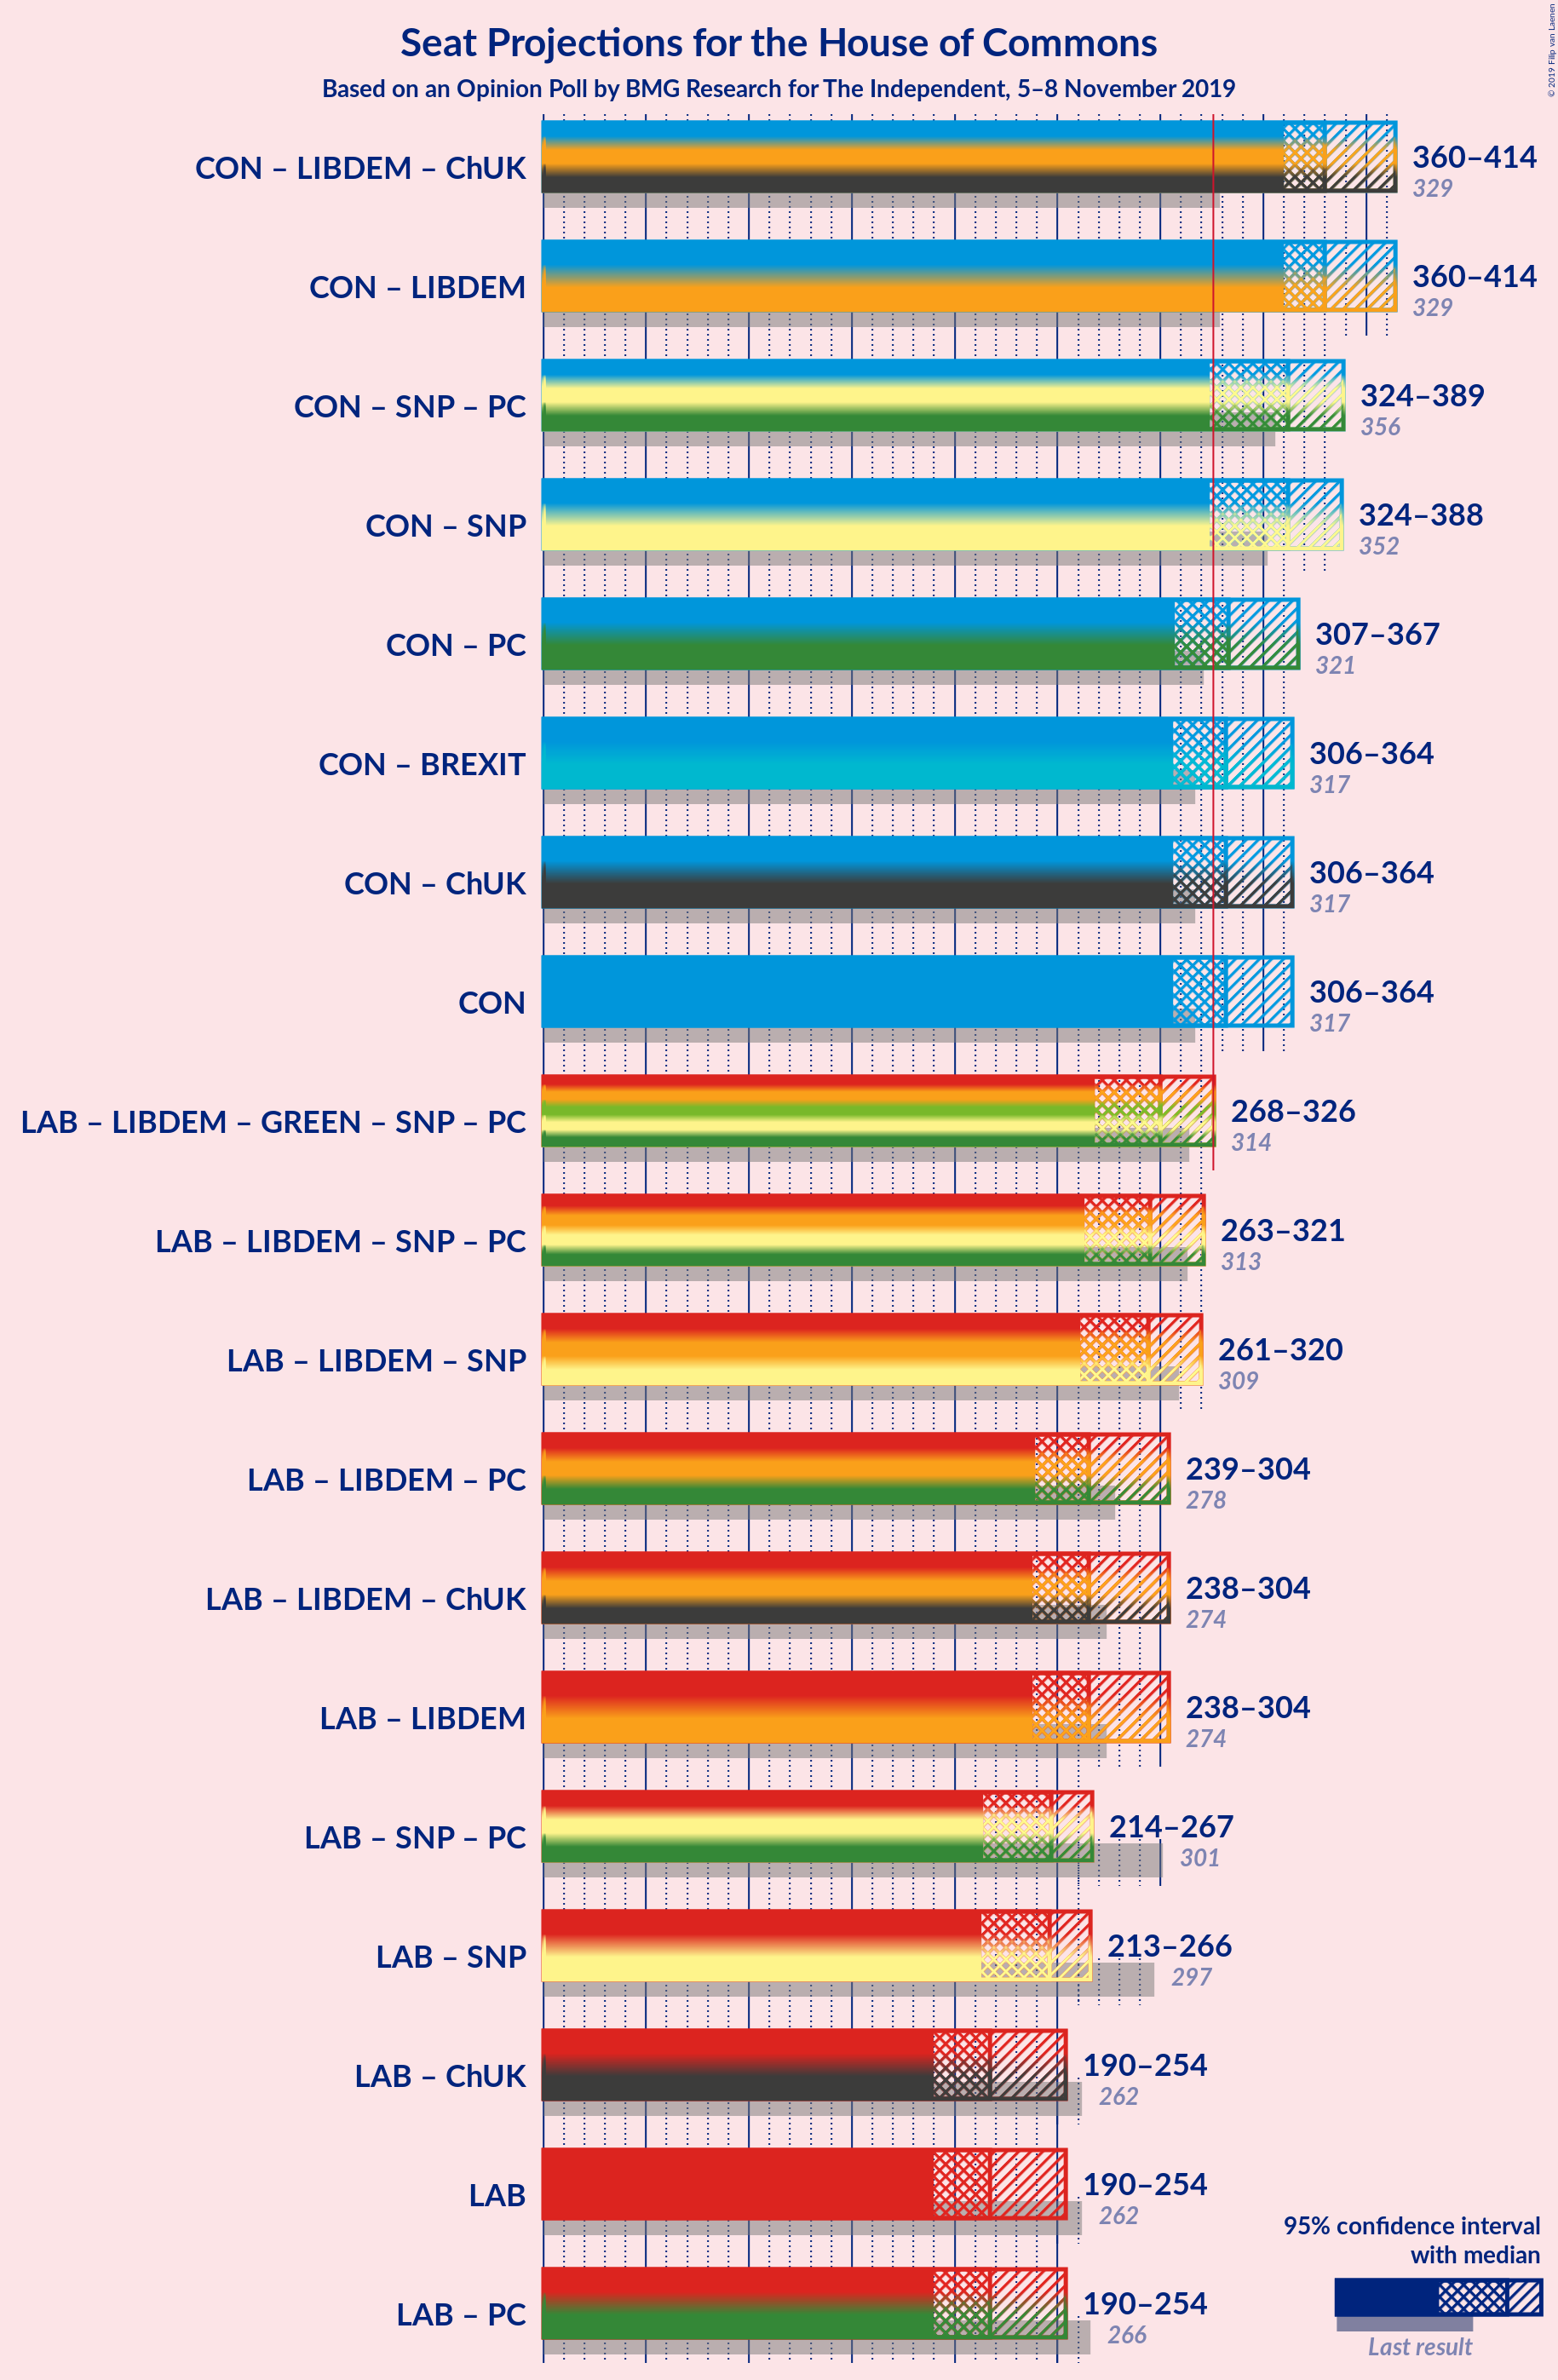 Seat Projections for the House of Commons
Based on an Opinion Poll by BMG Research for The Independent, 5–8 November 2019
© 2019 Filip van Laenen
CON – LIBDEM – ChUK
360–414
329
CON – LIBDEM
360–414
329
CON – SNP – PC
324–389
356
CON – SNP
324–388
352
CON – PC
307–367
321
CON – BREXIT
306–364
317
CON – ChUK
306–364
317
CON
306–364
317
LAB – LIBDEM – GREEN – SNP – PC
268–326
314
LAB – LIBDEM – SNP – PC
263–321
313
LAB – LIBDEM – SNP
261–320
309
LAB – LIBDEM – PC
239–304
278
LAB – LIBDEM – ChUK
238–304
274
LAB – LIBDEM
238–304
274
LAB – SNP – PC
214–267
301
LAB – SNP
213–266
297
LAB – ChUK
190–254
262
LAB
190–254
262
LAB – PC
190–254
266
95% confidence interval
with median
Last result